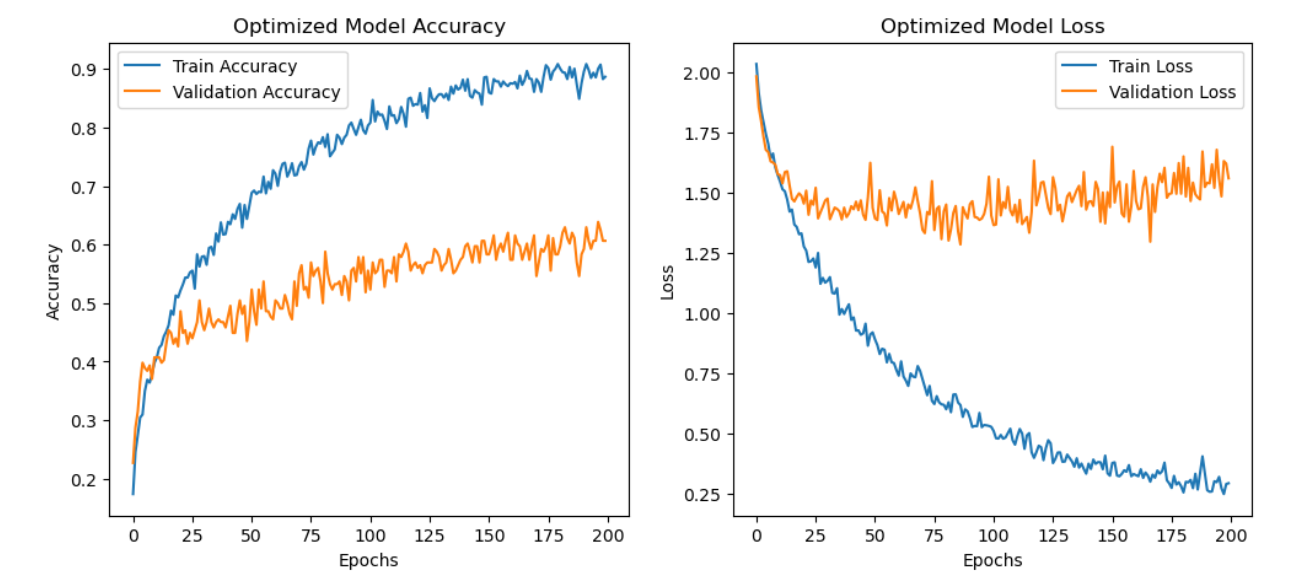 Optimized Model Accuracy
Train Accuracy
Validation Accuracy
Accuracy
0.9
0.8
0.7
0.6
0.5
0.4
0.3
0.2
0 25 50 75 100 125 150 175 200
Epochs
Optimized Model Loss
Train Loss
Validation Loss
Loss
2.00
1.75
1.50
1.25
1.00
0.75
0.50
0.25
0 25 50 75 100 125 150 175 200
Epochs